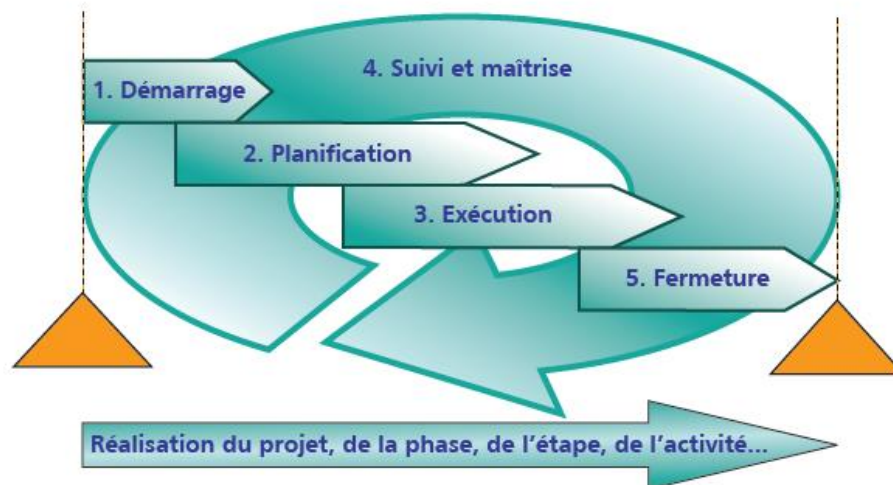 4. Suivi et maîtrise
1. Démarrage
2. Planification
3. Exécution
5. Fermeture
Réalisation du projet, de la phase, de l’étape, de l’activité...